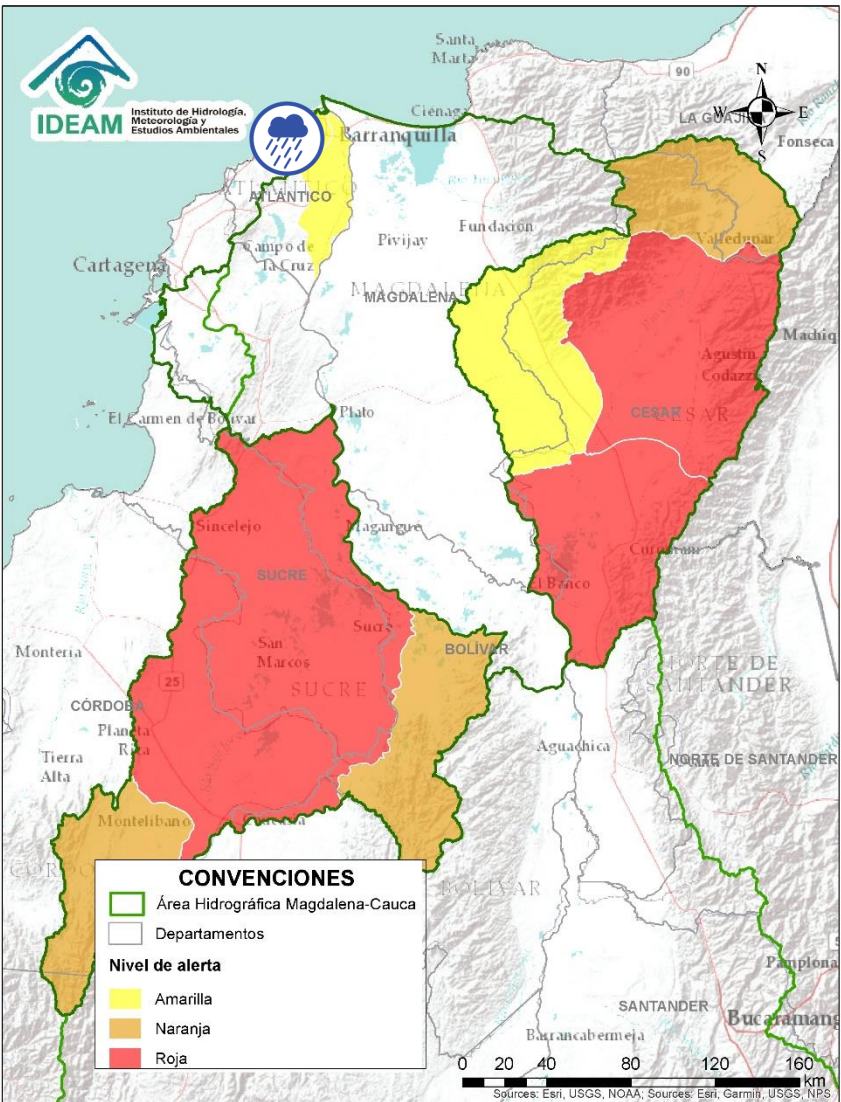 Santa
Marta
90
N
IDEAM
Instituto de Hidrología,
Meteorología y
Estudios Ambientales
Ciénaga
W
E
LA GUAJI
S
Fonseca
Barranquilla
ATLÁNTICO
Fundación
Valledupar
Campo de
la Cruz
Pivijay
Cartagena
MAGDALENA
MAGDALENA
Machiq
Agustín
Codazzi
El Carmen de Bolívar
Plato
CESAR
CESAR
Sincelejo
Magangue
Curumaní
SUCRE
El Banco
Sucre
Montería
San
Marcos
BOLÍVAR
NORTE DE
SANTANDER
25
SUCRE
CÓRDOBA
Planeta
Rica
Aguachica
NORTE DE SANTANDER
Tierra
Alta
Montelíbano
Caucasia
BOLÍVAR
CONVENCIONES
Área Hidrográfica Magdalena-Cauca
Departamentos
Nivel de alerta
Amarilla
Naranja
Roja
Pamplona
SANTANDER
Bucaramang
Barrancabermeja
0 20 40 80 120 160
km
Sources: Esri, USGS, NOAA; Sources: Esri, Garmin, USGS, NPS